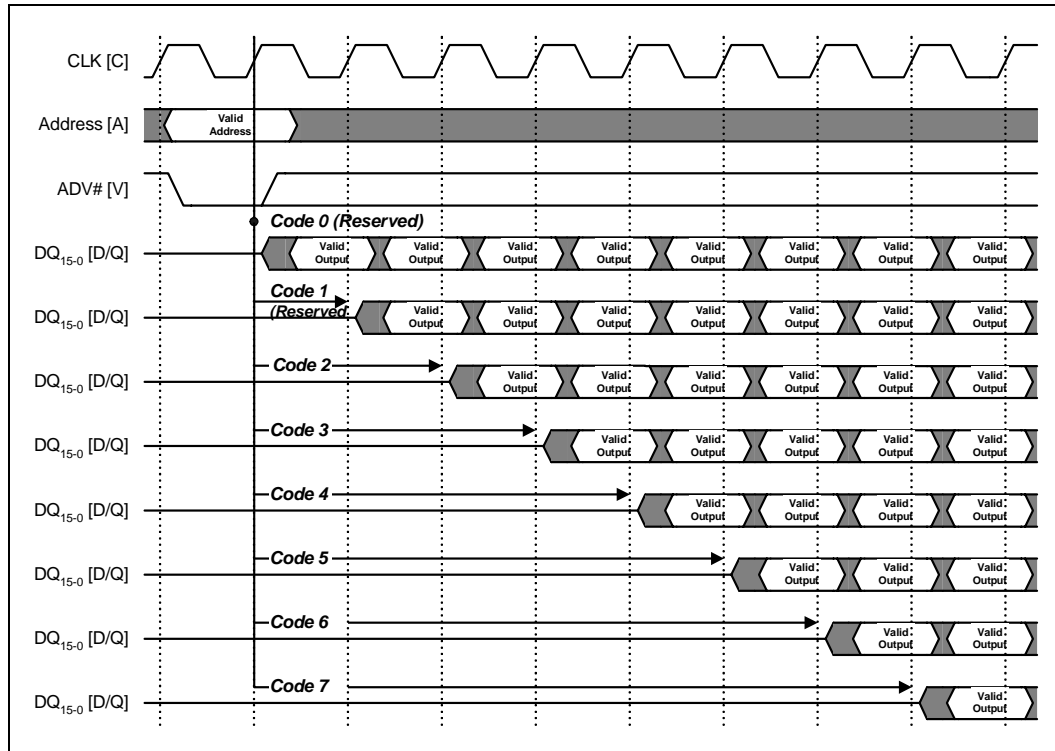 CLK [C]
Address [A]
Valid
Address
ADV# [V]
Code 0 (Reserved)
DQ15-0 [D/Q]
Valid Valid Valid Valid Valid Valid Valid Valid
Output Output Output Output Output Output Output Output
Code 1
(Reserved
DQ15-0 [D/Q]
Valid Valid Valid Valid Valid Valid Valid
Output Output Output Output Output Output Output
Code 2
DQ15-0 [D/Q]
Valid Valid Valid Valid Valid Valid
Output Output Output Output Output Output
Code 3
DQ15-0 [D/Q]
Valid Valid Valid Valid Valid
Output Output Output Output Output
Code 4
DQ15-0 [D/Q]
Valid Valid Valid Valid
Output Output Output Output
Code 5
DQ15-0 [D/Q]
Valid Valid Valid
Output Output Output
Code 6
DQ15-0 [D/Q]
Valid Valid
Output Output
Code 7
DQ15-0 [D/Q]
Valid
Output